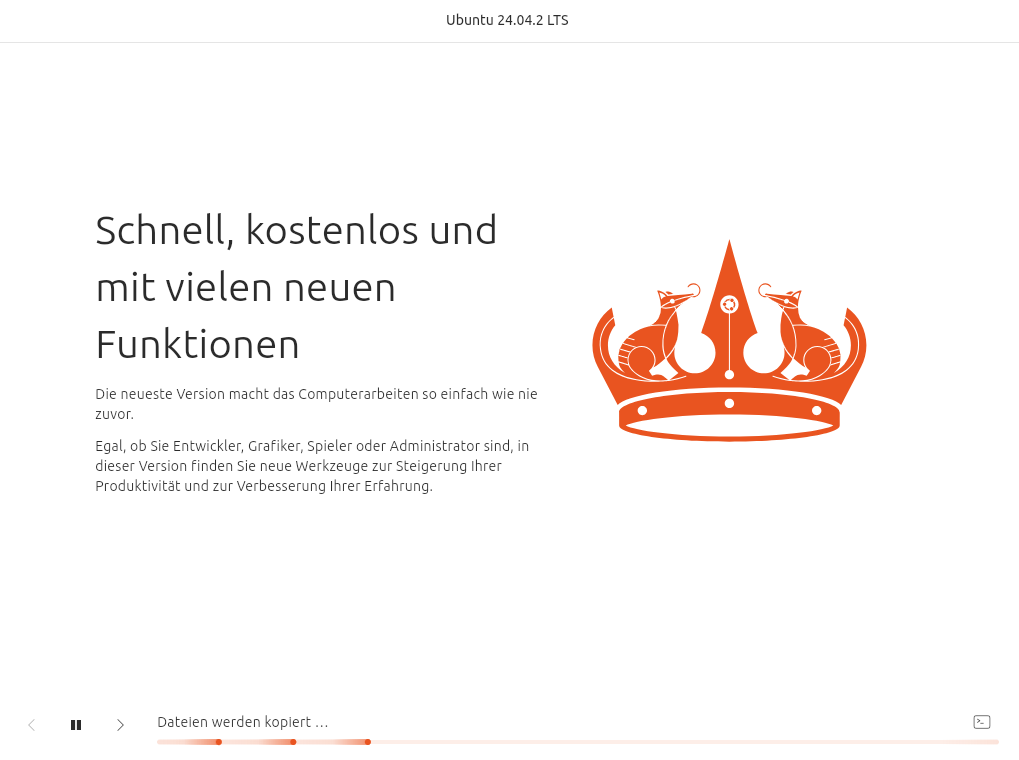 Ubuntu 24.04.2 LTS
Schnell, kostenlos und
mit vielen neuen
Funktionen
Die neueste Version macht das Computerarbeiten so einfach wie nie
zuvor.
Egal, ob Sie Entwickler, Grafiker, Spieler oder Administrator sind, in
dieser Version finden Sie neue Werkzeuge zur Steigerung Ihrer
Produktivität und zur Verbesserung Ihrer Erfahrung.
Dateien werden kopiert …